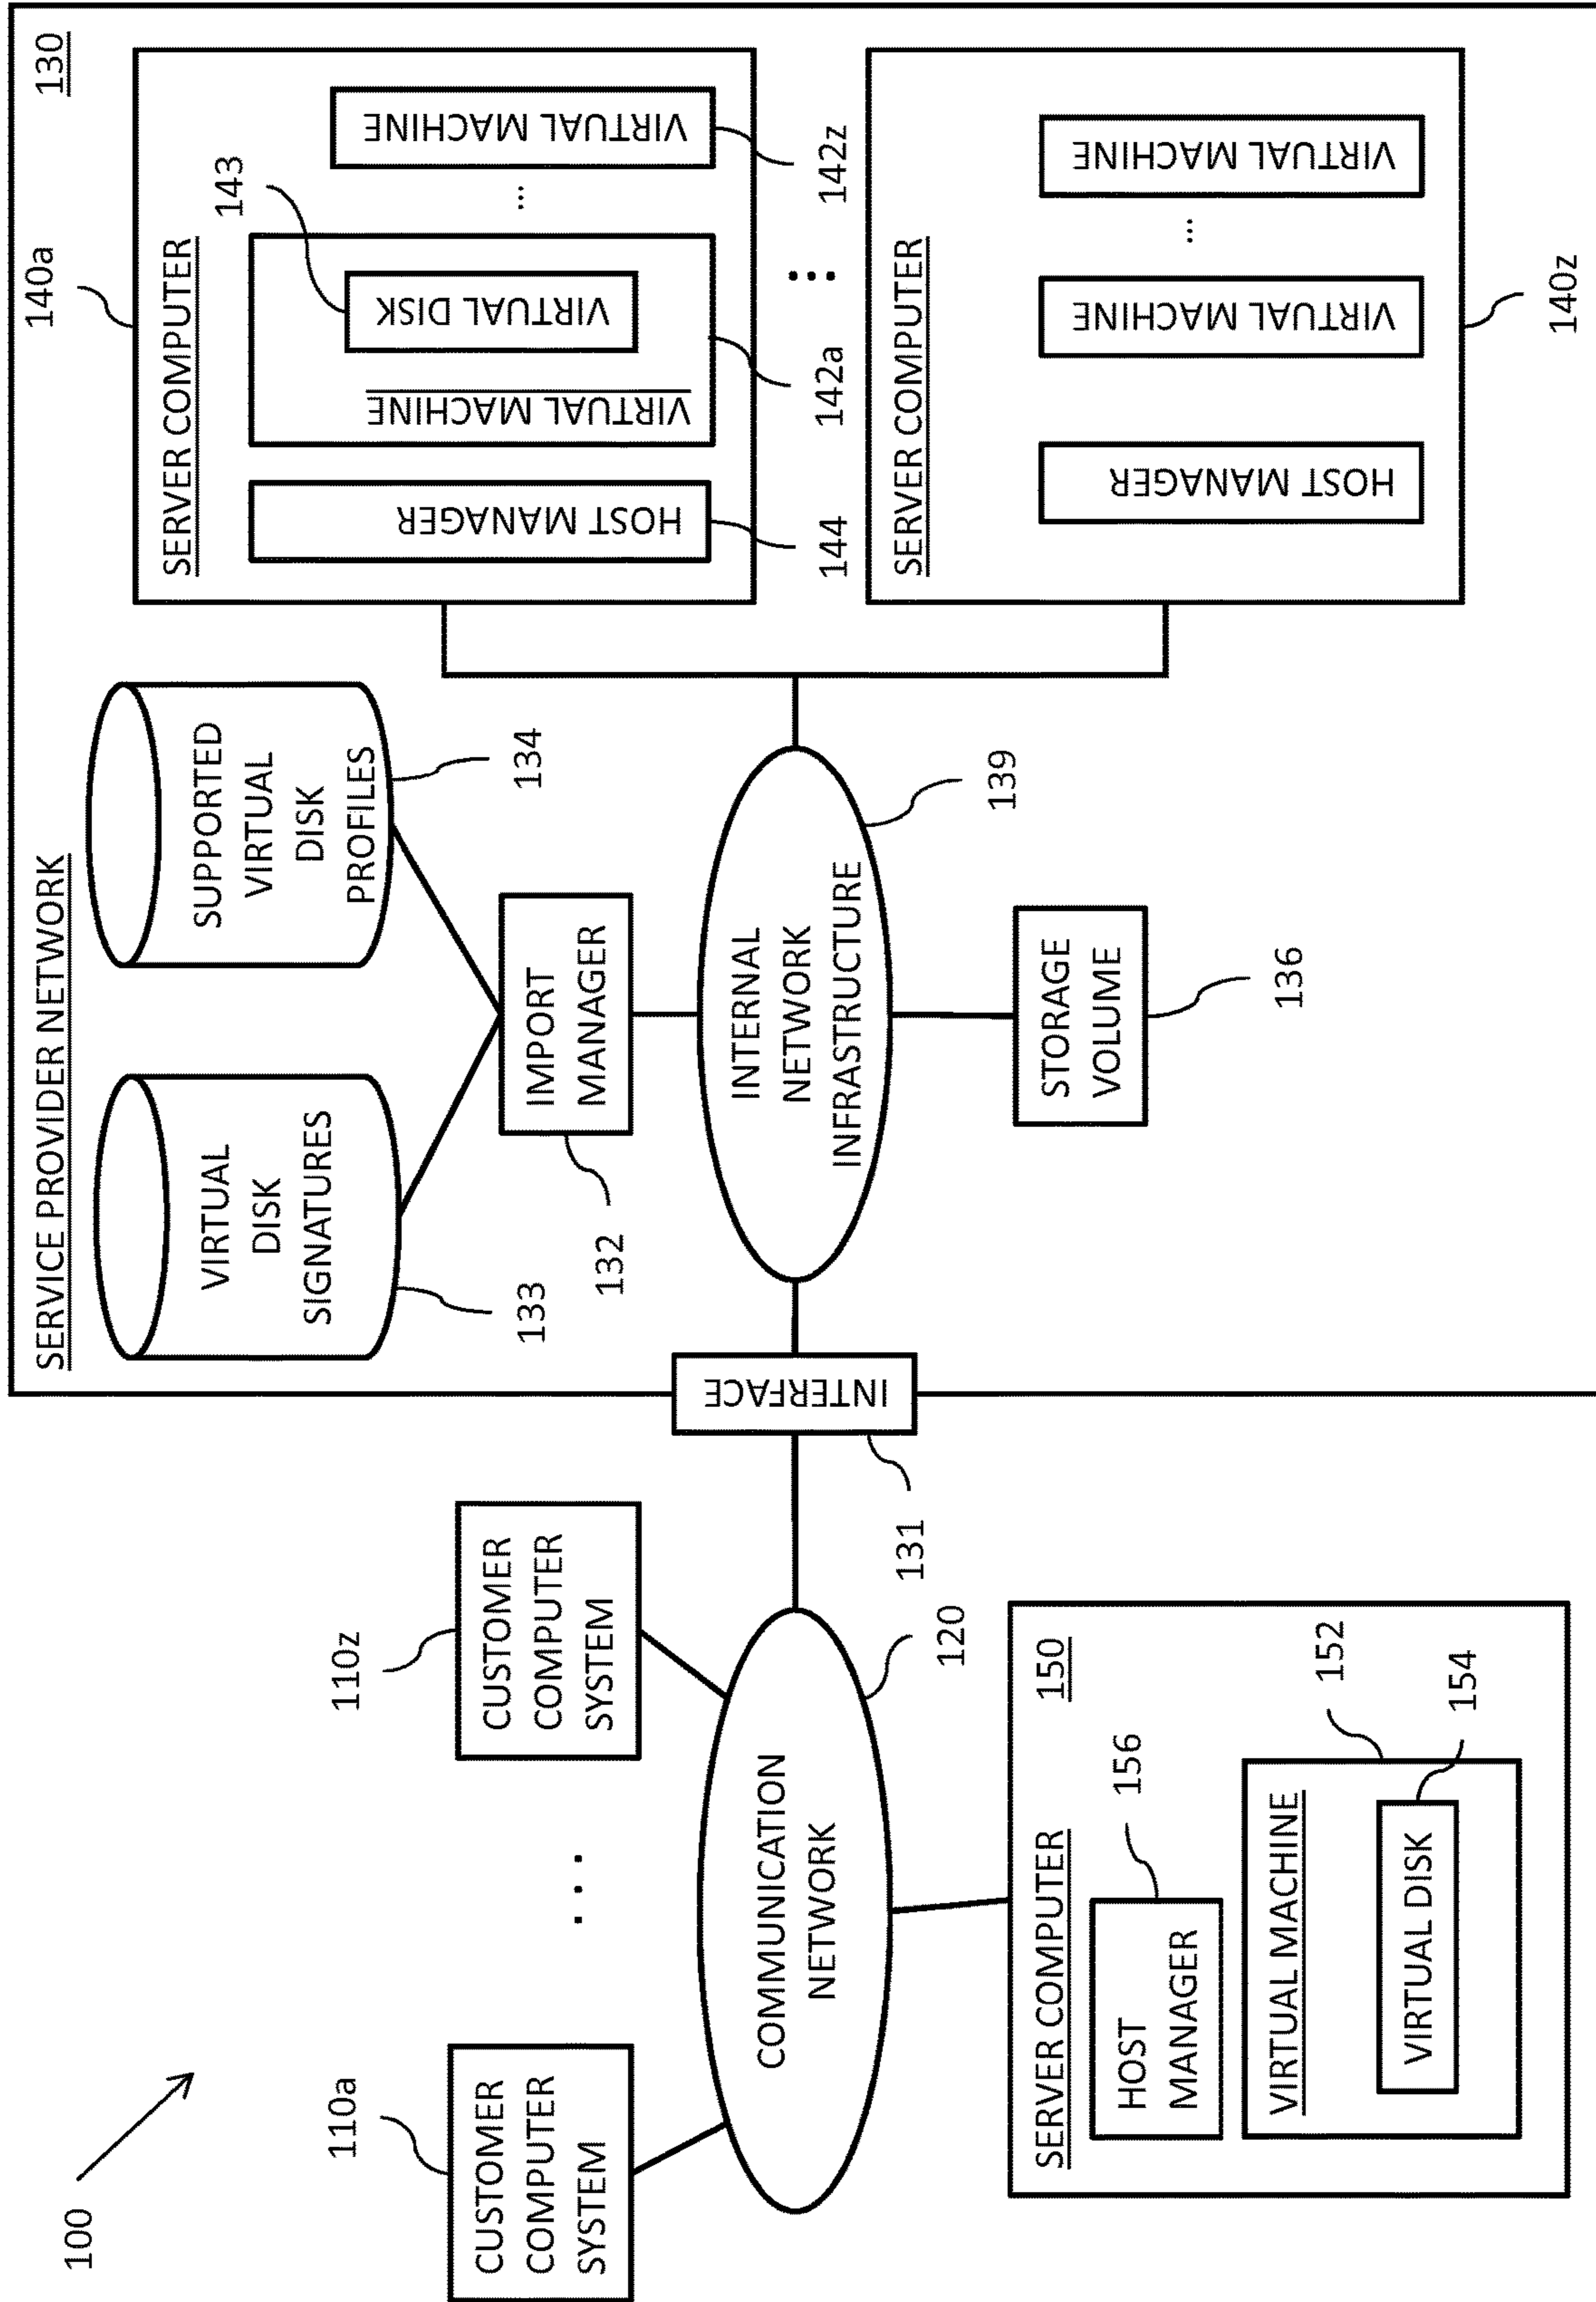 100
110a
CUSTOMER
COMPUTER
SYSTEM
...
110z
CUSTOMER
COMPUTER
SYSTEM
COMMUNICATION
NETWORK
120
SERVER COMPUTER
150
HOST
MANAGER
156
VIRTUAL MACHINE
152
VIRTUAL DISK
154
INTERFACE
131
SERVICE PROVIDER NETWORK
130
VIRTUAL
DISK
SIGNATURES
133
SUPPORTED
VIRTUAL
DISK
PROFILES
134
IMPORT
MANAGER
132
INTERNAL
NETWORK
INFRASTRUCTURE
139
STORAGE
VOLUME
136
140a
SERVER COMPUTER
HOST MANAGER
144
VIRTUAL MACHINE
142a
VIRTUAL DISK
143
...
VIRTUAL MACHINE
142z
...
SERVER COMPUTER
HOST MANAGER
VIRTUAL MACHINE
...
VIRTUAL MACHINE
140z